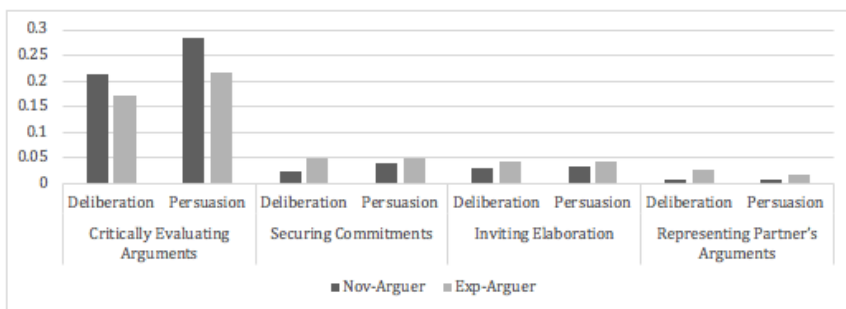 0.3
0.25
0.2
0.15
0.1
0.05
0
Deliberation Persuasion Deliberation Persuasion Deliberation Persuasion Deliberation Persuasion
Critically Evaluating Securing Commitments Inviting Elaboration Representing Partner's
Arguments Arguments
Nov-Arguer Exp-Arguer